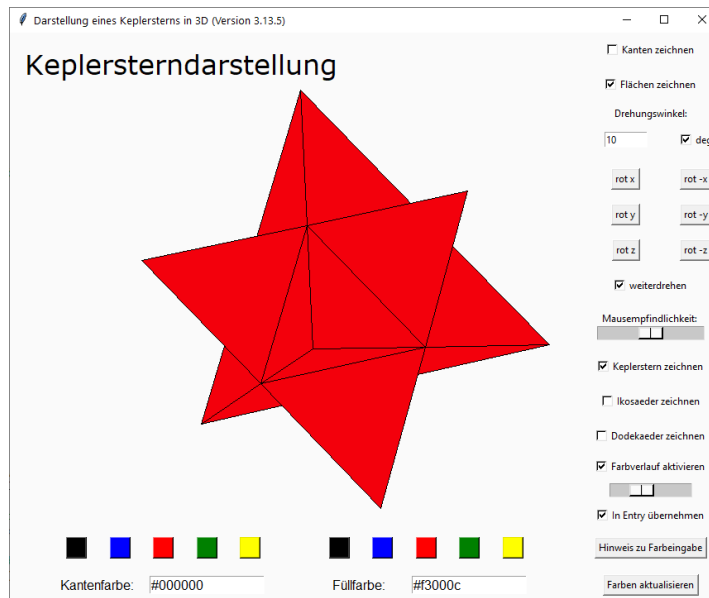 Darstellung eines Keplersterns in 3D (Version 3.13.5)
Keplersterndarstellung
Kanten zeichnen
Flächen zeichnen
Drehungswinkel:
10 deg
rot x rot -x
rot y rot -y
rot z rot -z
weiterdrehen
Mausempfindlichkeit:
Keplerstern zeichnen
Ikosaeder zeichnen
Dodekaeder zeichnen
Farbverlauf aktivieren
In Entry übernehmen
Hinweis zu Farbeingabe
Kantenfarbe: #000000 Füllfarbe: #f3000c Farben aktualisieren